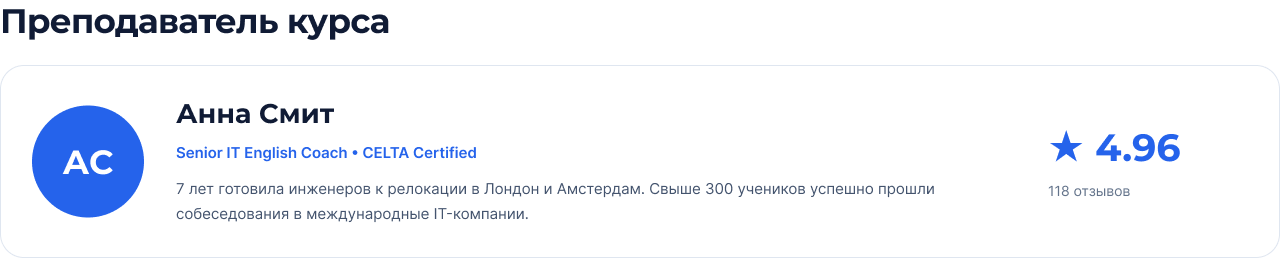 Преподаватель курса
АС
Анна Смит
Senior IT English Coach • CELTA Certified
7 лет готовила инженеров к релокации в Лондон и Амстердам. Свыше 300 учеников успешно прошли
собеседования в международные IT-компании.
★ 4.96
118 отзывов